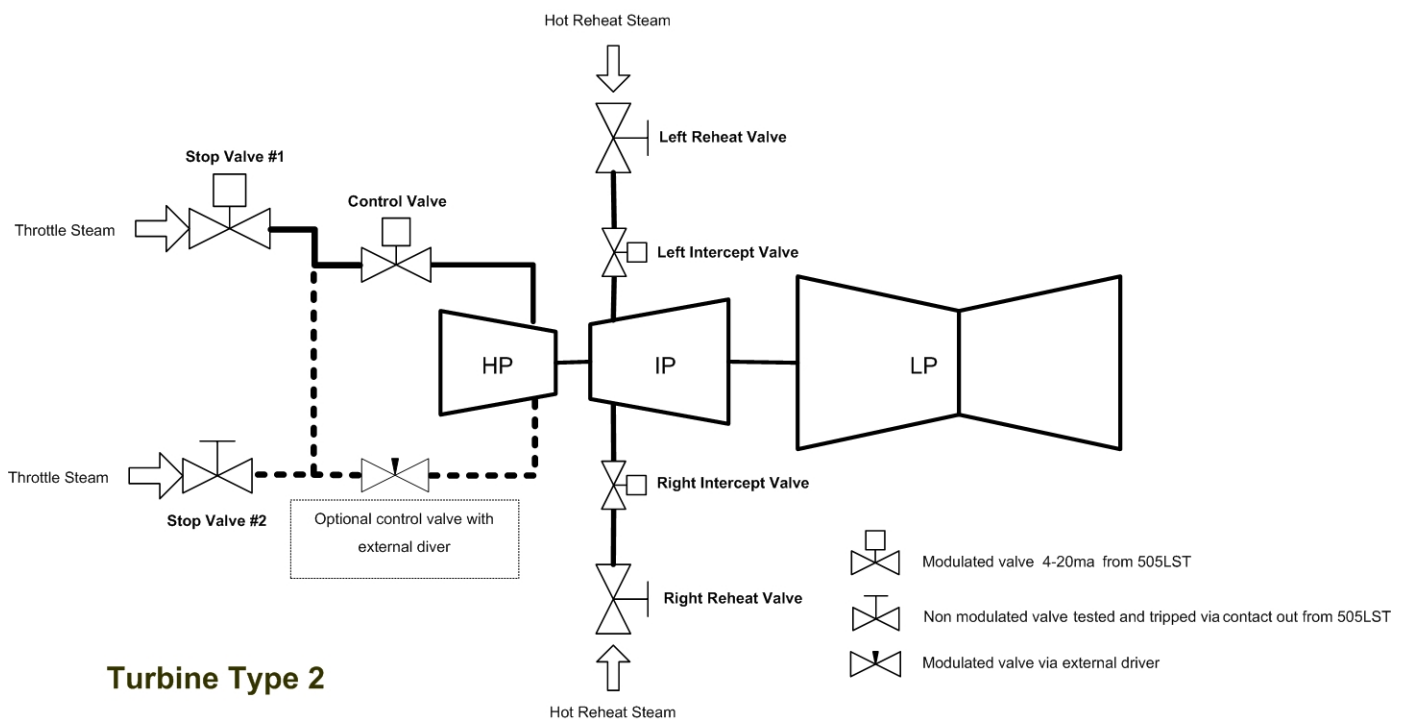 Hot Reheat Steam
Left Reheat Valve
Stop Valve #1
Control Valve
Throttle Steam
Left Intercept Valve
HP
IP
LP
Throttle Steam
Right Intercept Valve
Stop Valve #2
Optional control valve with
external diver
Modulated valve 4-20ma from 505LST
Right Reheat Valve
Non modulated valve tested and tripped via contact out from 505LST
Modulated valve via external driver
Turbine Type 2
Hot Reheat Steam